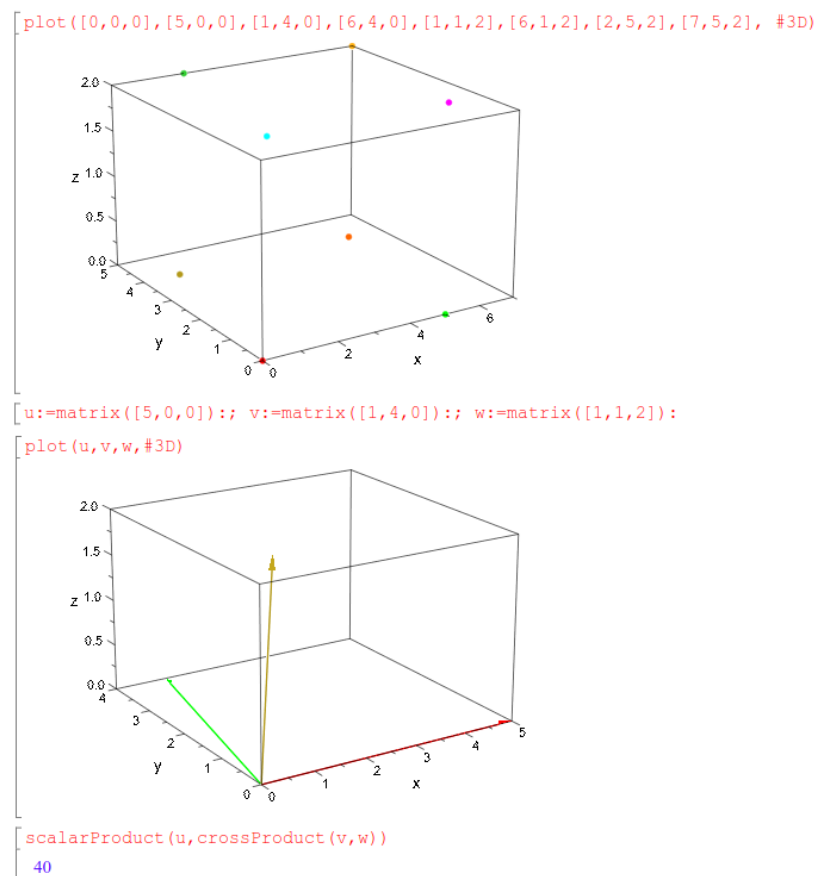 plot([0,0,0],[5,0,0],[1,4,0],[6,4,0],[1,1,2],[6,1,2],[2,5,2],[7,5,2], #3D)
2.0
1.5
z 1.0
0.5
0.0
5
4
3
y 2
1
0 0
2
4
6
x
u:=matrix([5,0,0]):; v:=matrix([1,4,0]):; w:=matrix([1,1,2]):
plot(u,v,w,#3D)
2.0
1.5
z 1.0
0.5
0.0
4
3
2
y 1
0 0
1
2
3
4
5
x
scalarProduct(u,crossProduct(v,w))
40